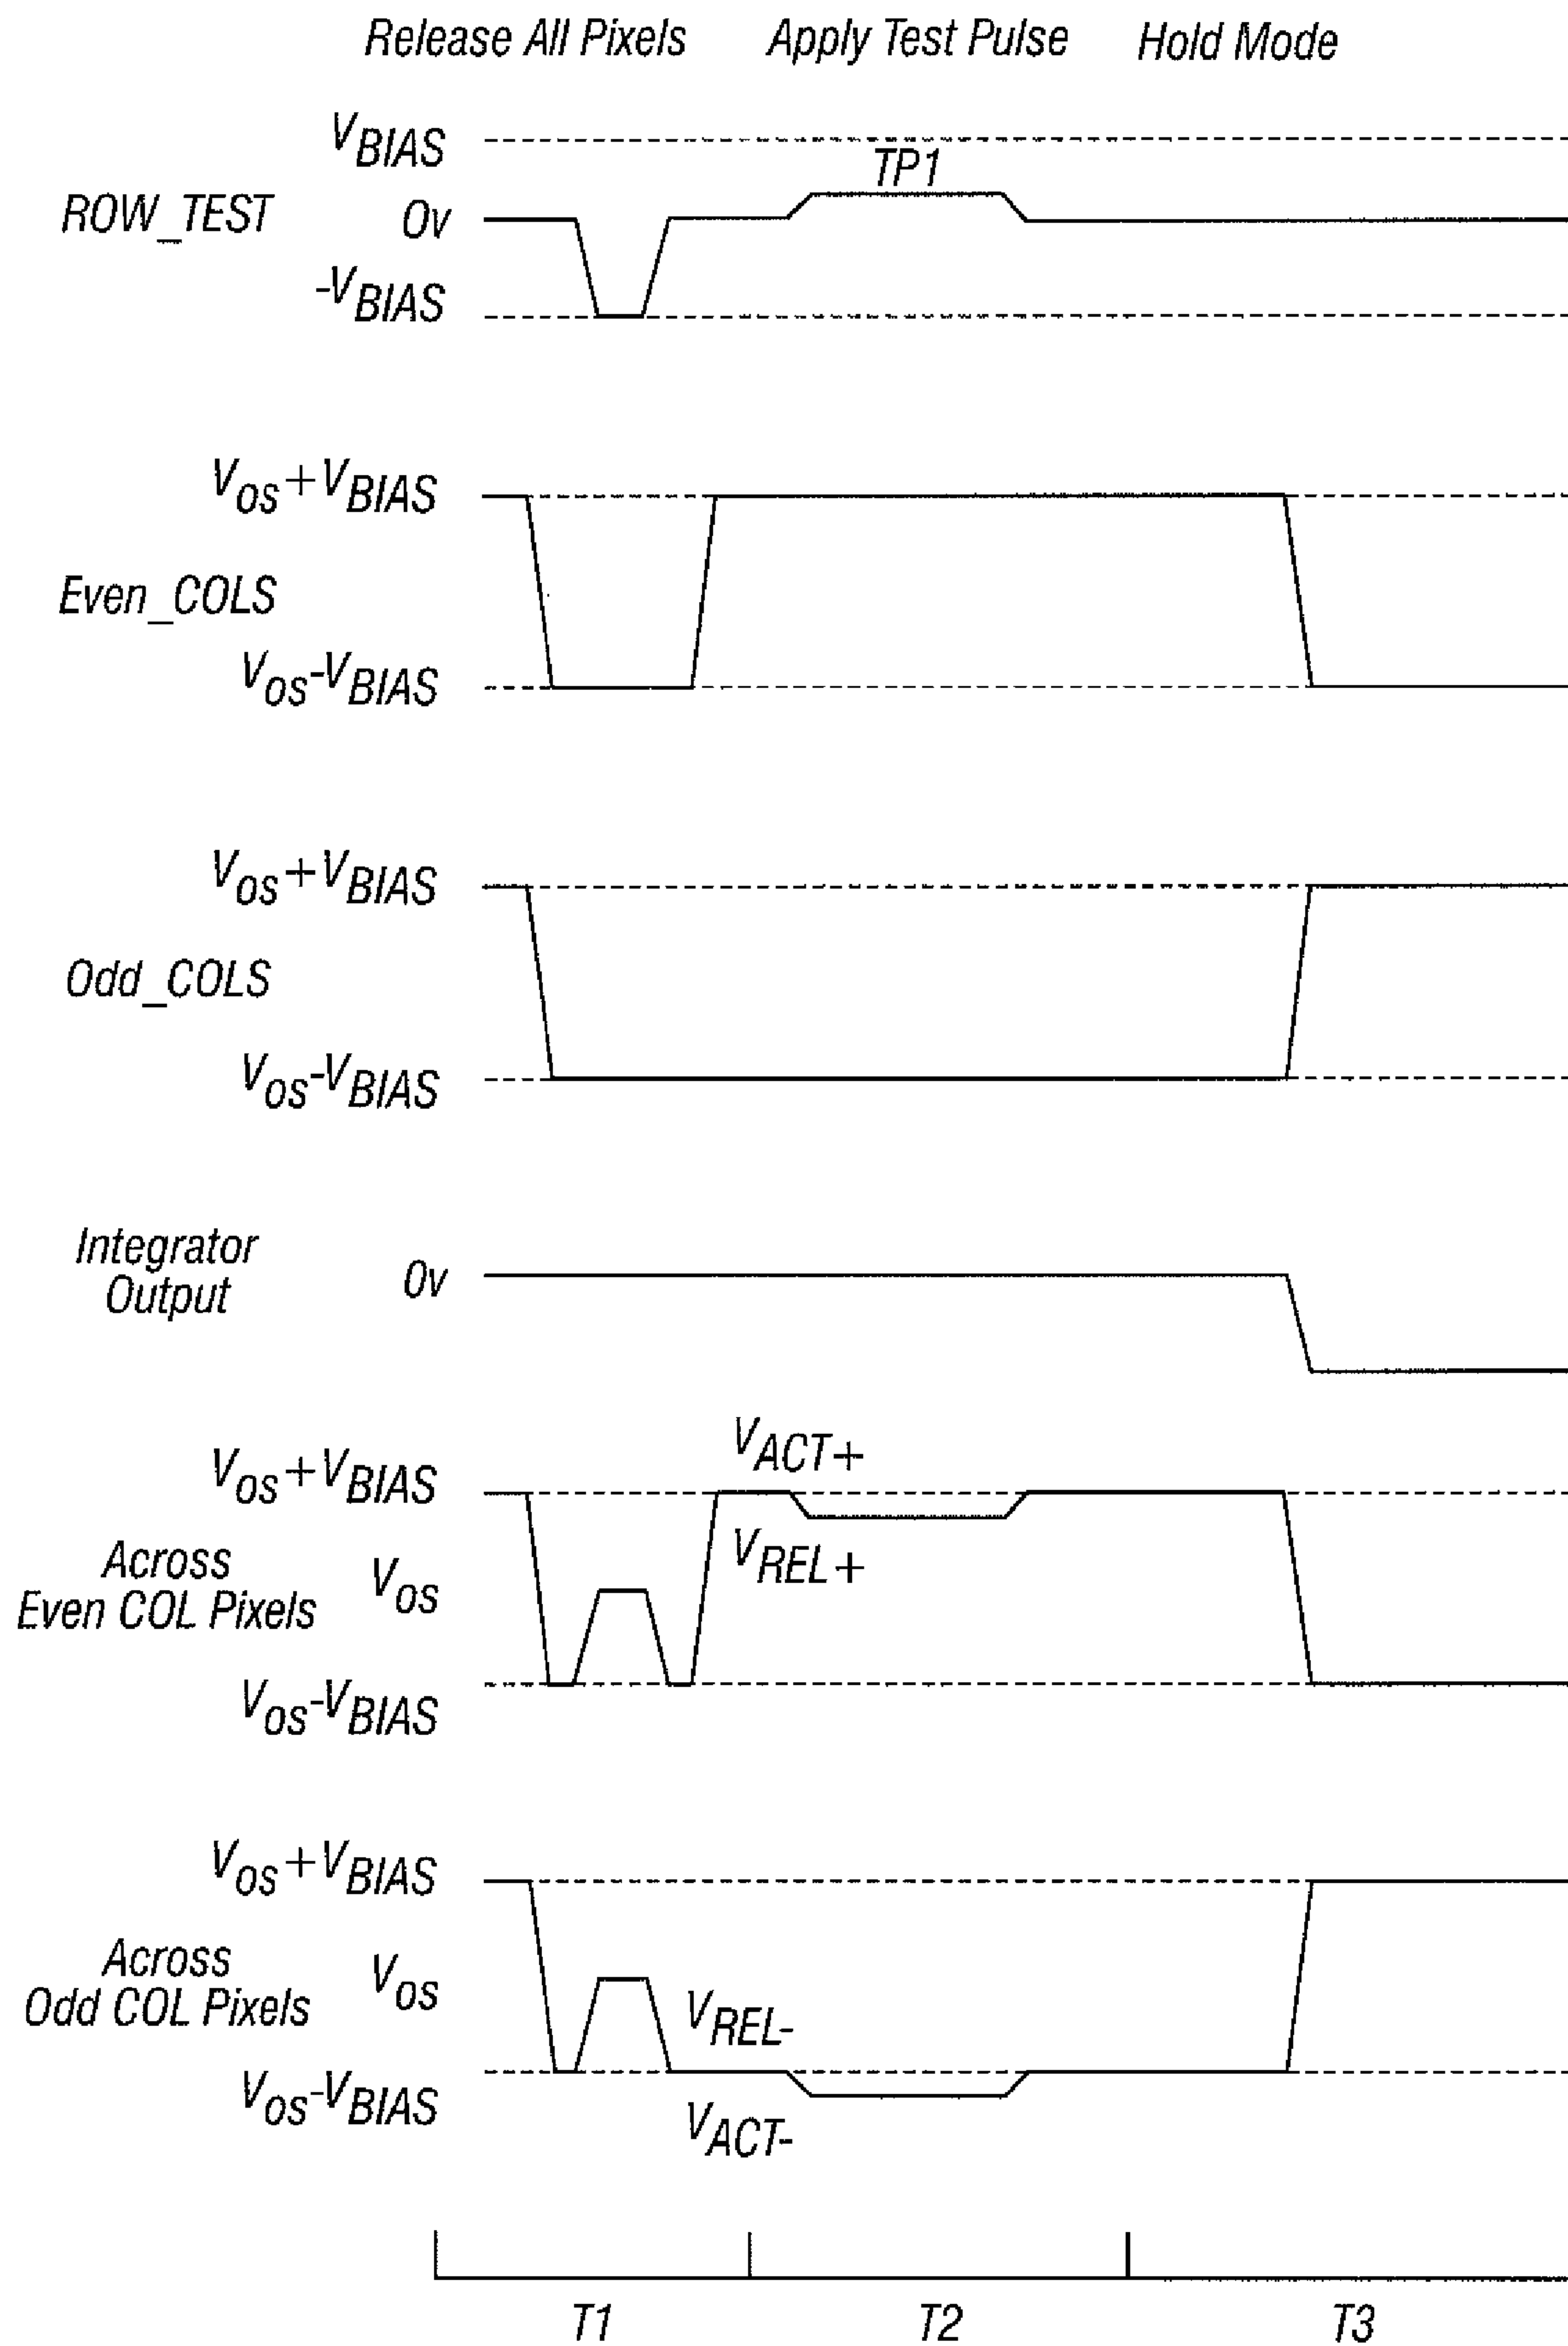 Release All Pixels Apply Test Pulse Hold Mode
VBIAS
TP1
ROW_TEST 0v
-VBIAS
Vos+VBIAS
Even_COLS
Vos-VBIAS
Vos+VBIAS
Odd_COLS
Vos-VBIAS
Integrator
Output
0v
VACT+
Vos+VBIAS
Across
Even COL Pixels
Vos
VREL+
Vos-VBIAS
Vos+VBIAS
Across
Odd COL Pixels
Vos
VREL-
Vos-VBIAS
VACT-
T1 T2 T3